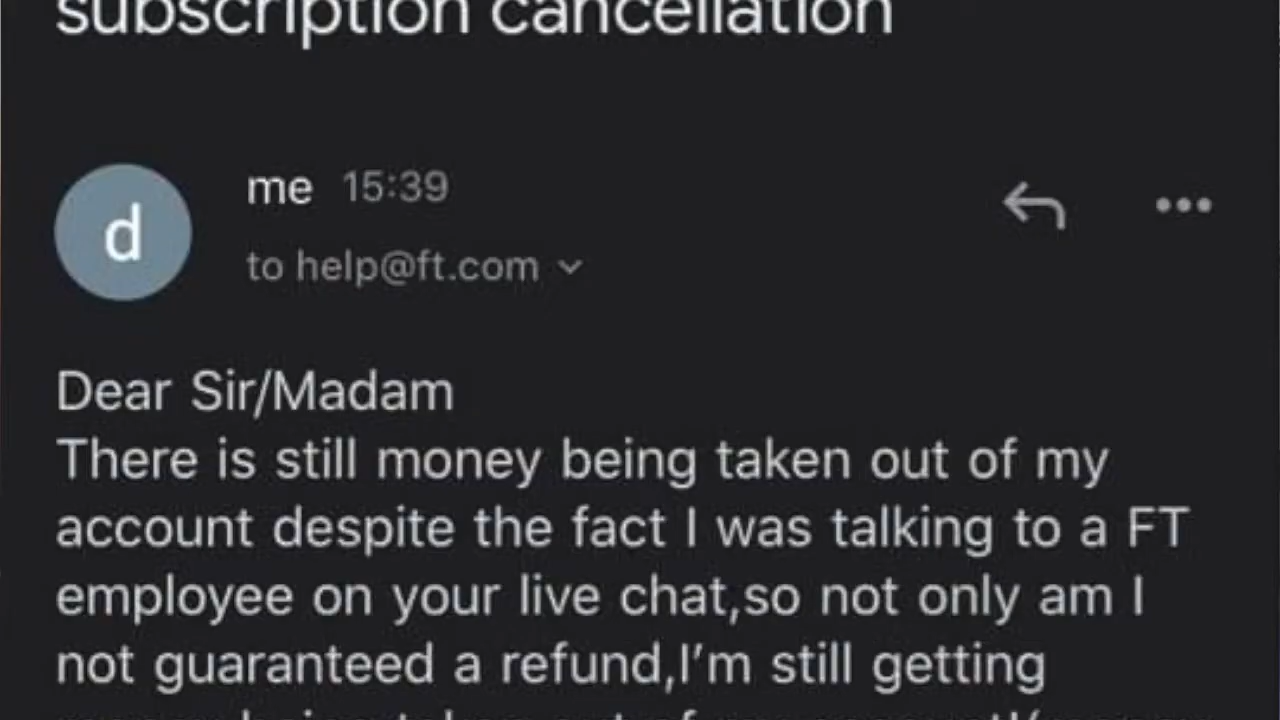 subscription cancellation
d
me 15:39
to help@ft.com
Dear Sir/Madam
There is still money being taken out of my
account despite the fact I was talking to a FT
employee on your live chat,so not only am I
not guaranteed a refund,I'm still getting